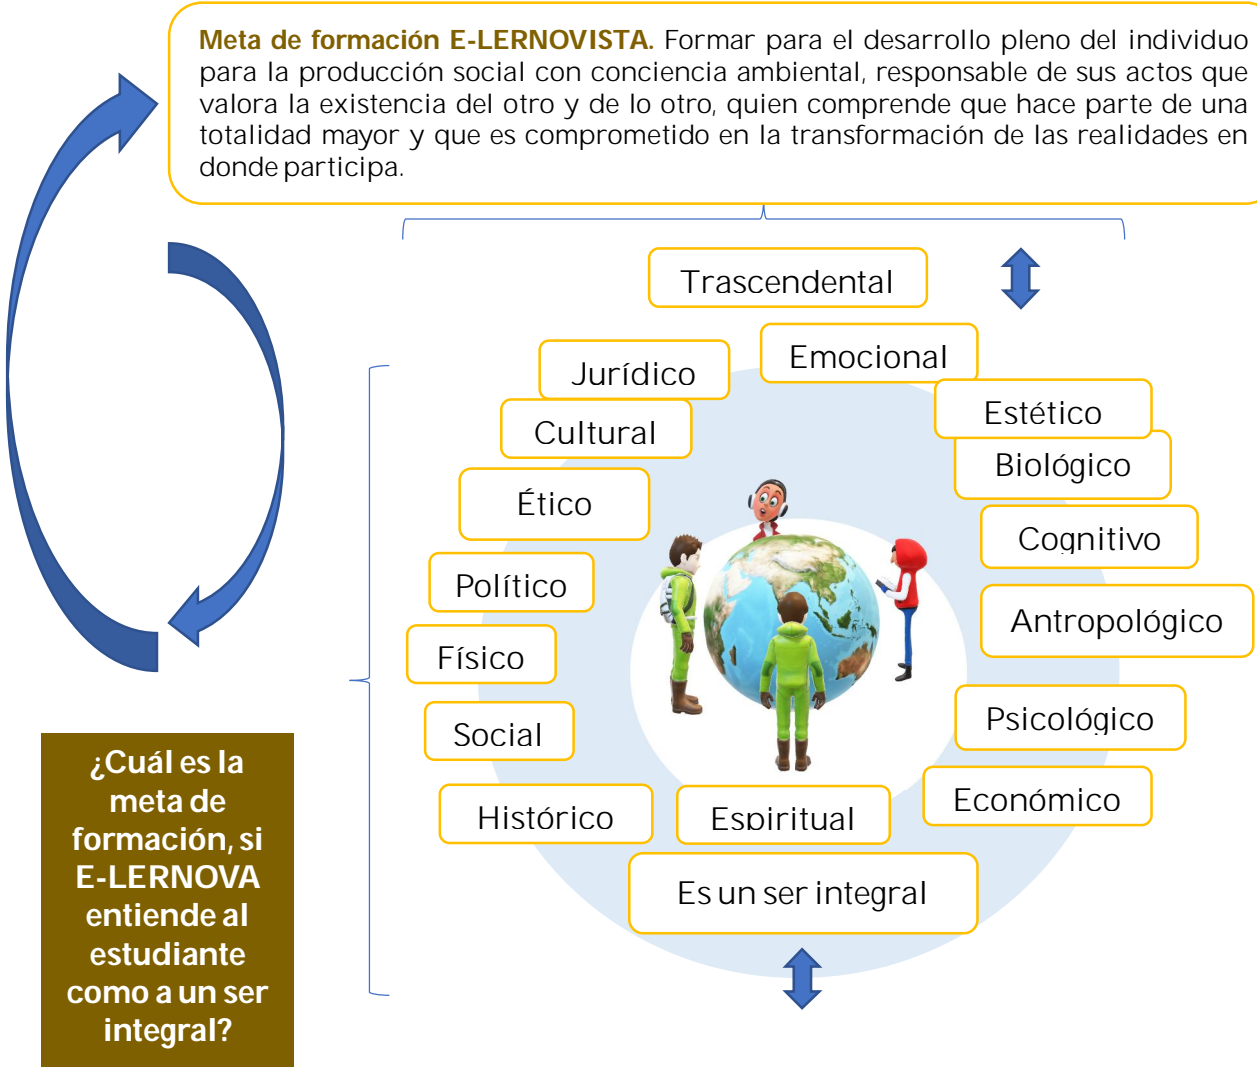 Meta de formación E-LERNOVISTA. Formar para el desarrollo pleno del individuo
para la producción social con conciencia ambiental, responsable de sus actos que
valora la existencia del otro y de lo otro, quien comprende que hace parte de una
totalidad mayor y que es comprometido en la transformación de las realidades en
donde participa.
Trascendental
Emocional
Jurídico
Estético
Cultural
Biológico
Ético
Cognitivo
Político
Antropológico
Físico
Psicológico
Social
Económico
Histórico
Espiritual
Es un ser integral
¿Cuál es la
meta de
formación, si
E-LERNOVA
entiende al
estudiante
como a un ser
integral?